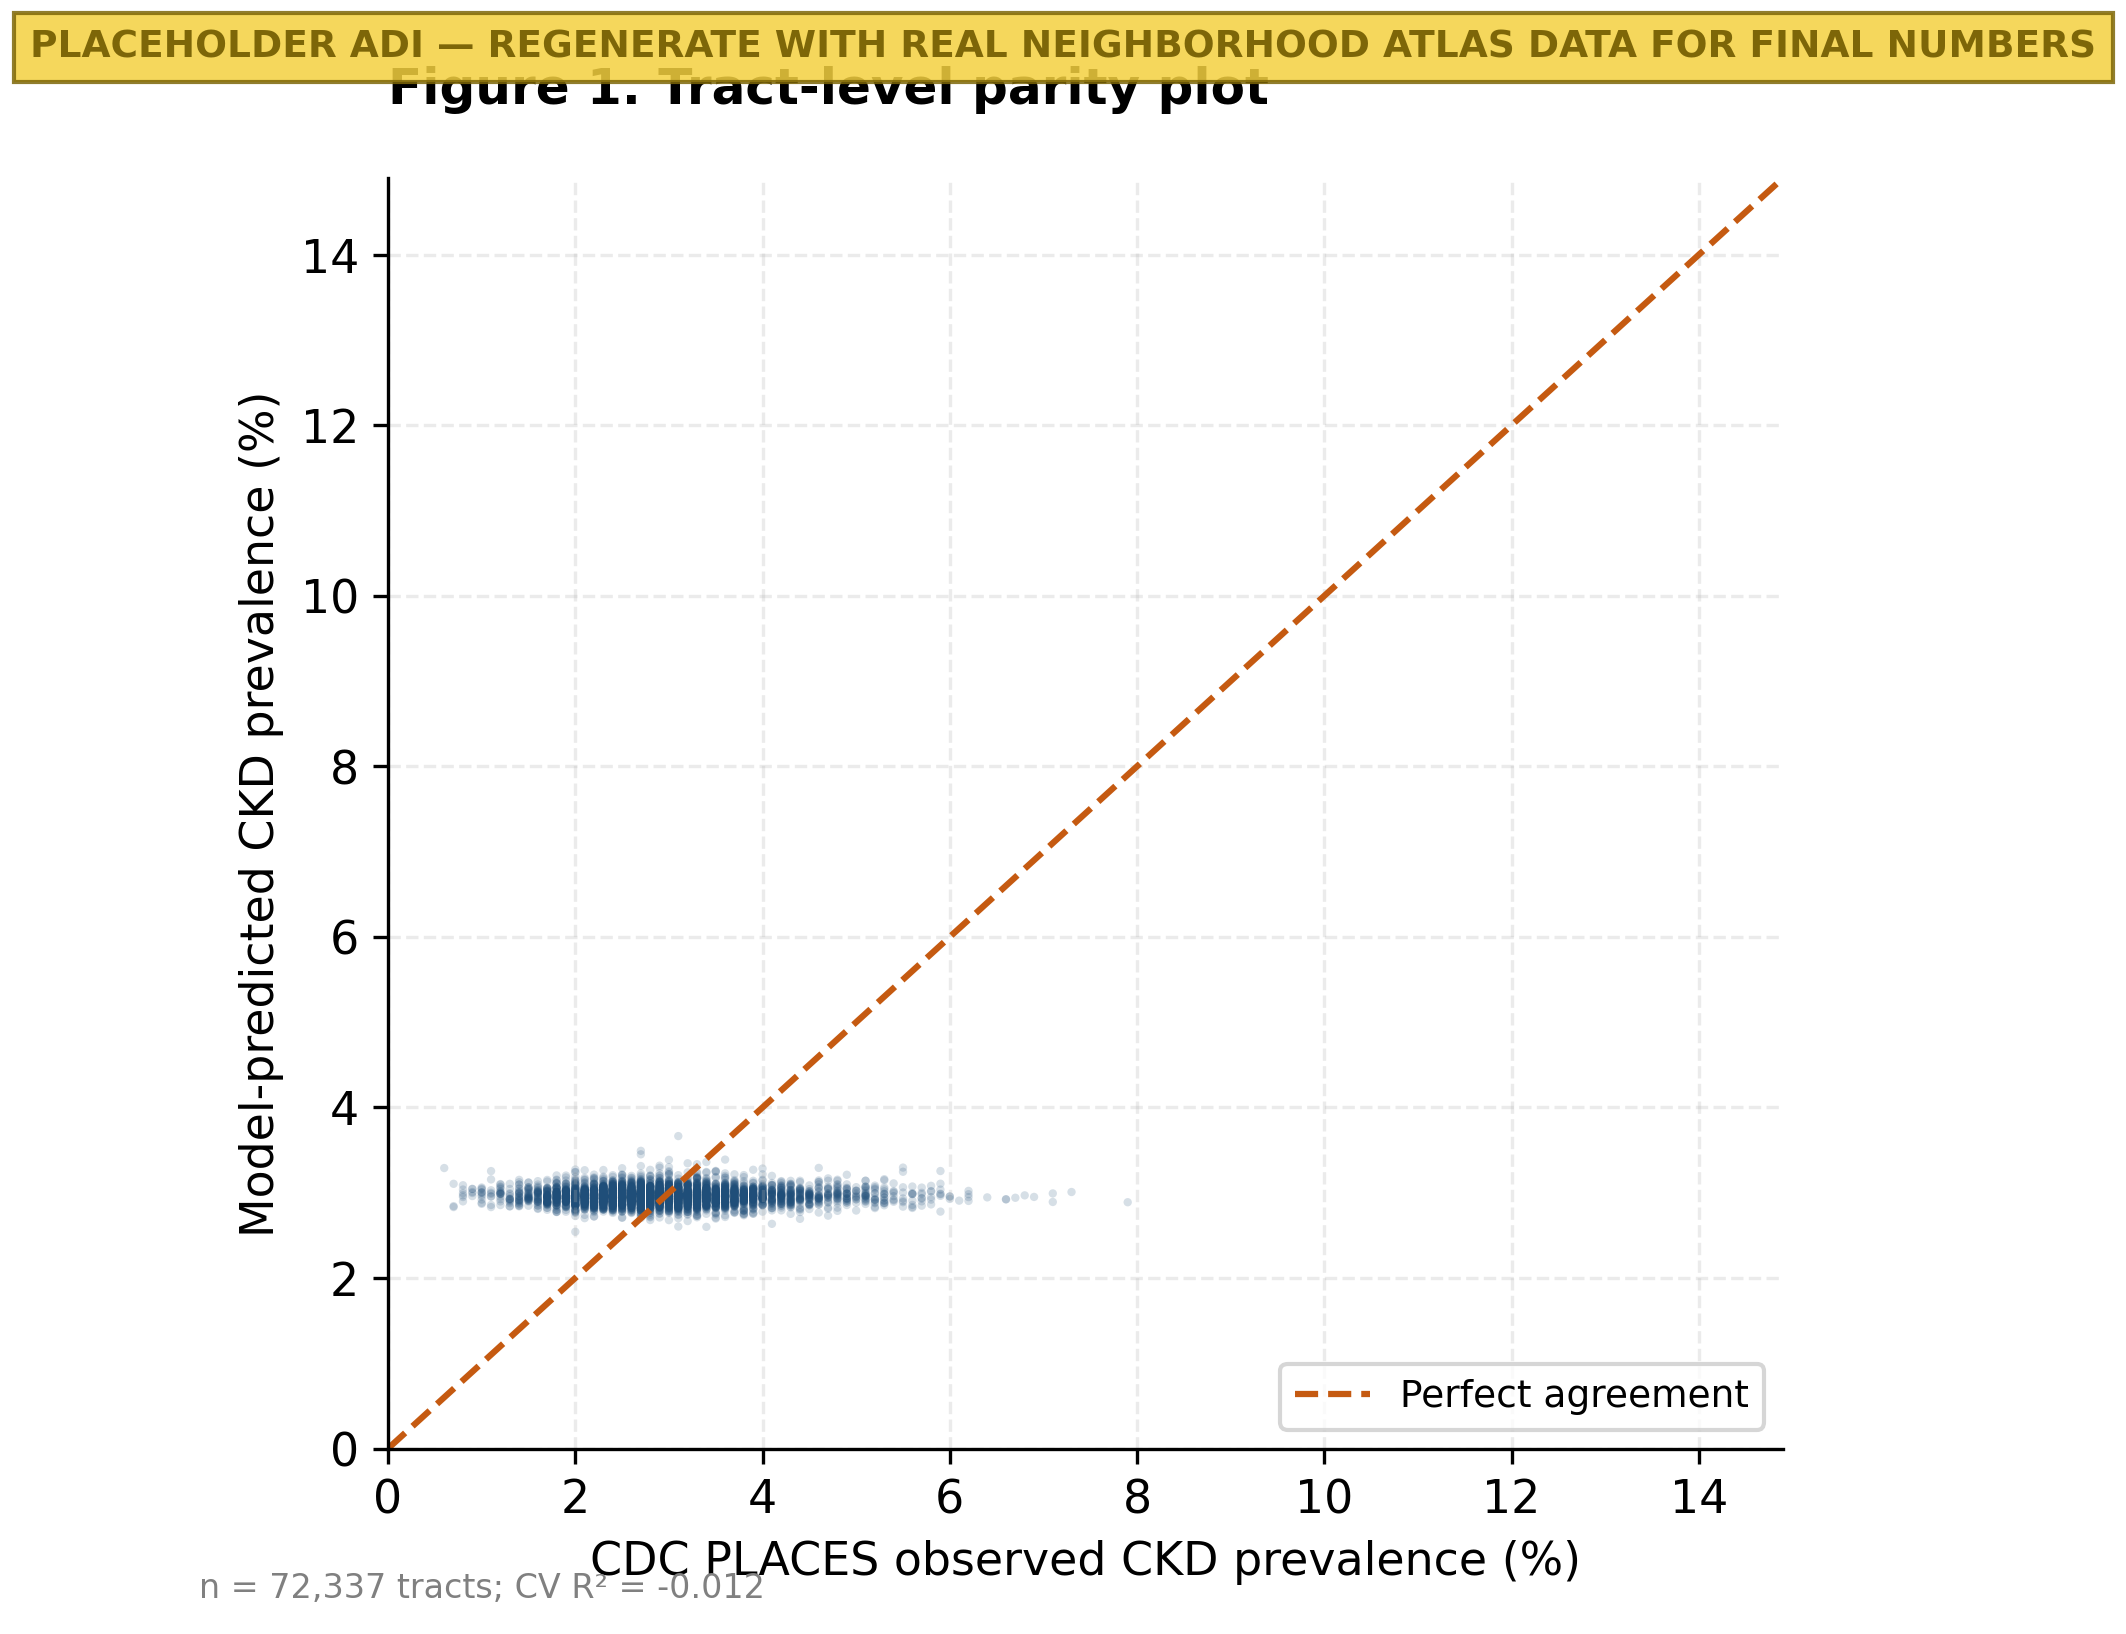 PLACEHOLDER ADI — REGENERATE WITH REAL NEIGHBORHOOD ATLAS DATA FOR FINAL NUMBERS
Figure 1. Tract-level parity plot
Model-predicted CKD prevalence (%)
14
12
10
8
6
4
2
0
Perfect agreement
0 2 4 6 8 10 12 14
CDC PLACES observed CKD prevalence (%)
n = 72,337 tracts; CV R² = -0.012